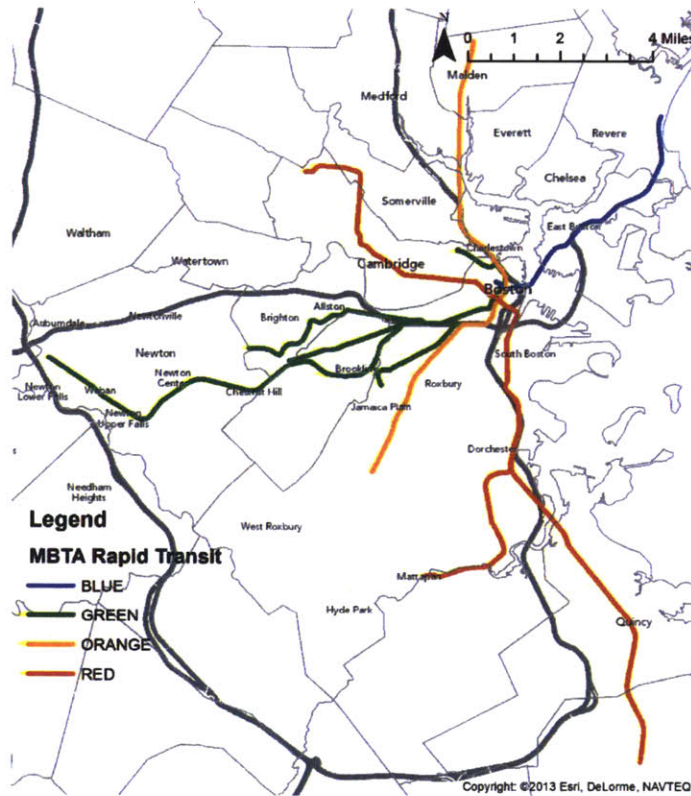 0 1 2 4 Miles
Malden
Medford
Everett
Revere
Chelsea
Somerville
East Boston
Waltham
Charlestown
Watertown
Cambridge
Boston
Allston
Auburndale
Newtonville
Brighton
Newton
South Boston
Newton
Centre
Brookline
Newton
Lower Falls
Waban
Chestnut Hill
Roxbury
Newton
Upper Falls
Jamaica Plain
Dorchester
Needham
Heights
Legend
West Roxbury
MBTA Rapid Transit
Mattapan
BLUE
Hyde Park
GREEN
Quincy
ORANGE
RED
Copyright: ©2013 Esri, DeLorme, NAVTEQ